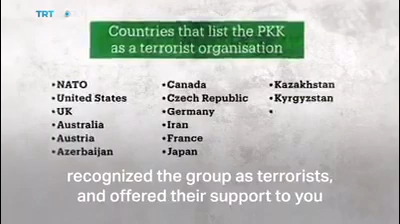 TRT
Countries that list the PKK
as a terrorist organisation
•NATO
•United States
•UK
•Australia
•Austria
•Azerbaijan
•Canada
•Czech Republic
•Germany
•Iran
•France
•Japan
•Kazakhstan
•Kyrgyzstan
•
recognized the group as terrorists,
and offered their support to you